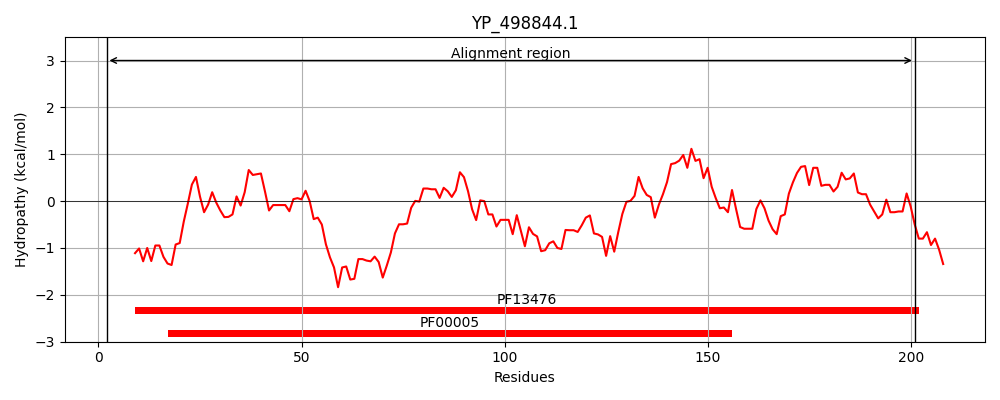 YP_498844.1
Alignment region
Hydropathy (kcal/mol)
3
2
1
0
−1
−2
−3
PF13476
PF00005
0
50
100
150
200
Residues